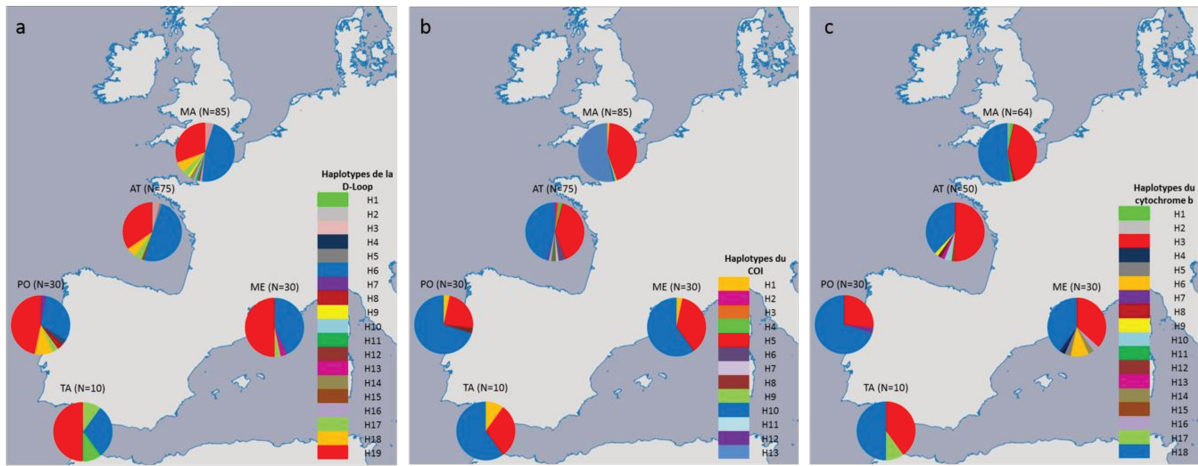 a
MA (N=85)
AT (N=75)
PO (N=30)
ME (N=30)
TA (N=10)
Haplotypes de la
D-Loop
H1
H2
H3
H4
H5
H6
H7
H8
H9
H10
H11
H12
H13
H14
H15
H16
H17
H18
H19
b
MA (N=85)
AT (N=75)
PO (N=30)
ME (N=30)
TA (N=10)
Haplotypes du
COI
H1
H2
H3
H4
H5
H6
H7
H8
H9
H10
H11
H12
H13
c
MA (N=64)
AT (N=50)
PO (N=30)
ME (N=30)
TA (N=10)
Haplotypes du
cytochrome b
H1
H2
H3
H4
H5
H6
H7
H8
H9
H10
H11
H12
H13
H14
H15
H16
H17
H18